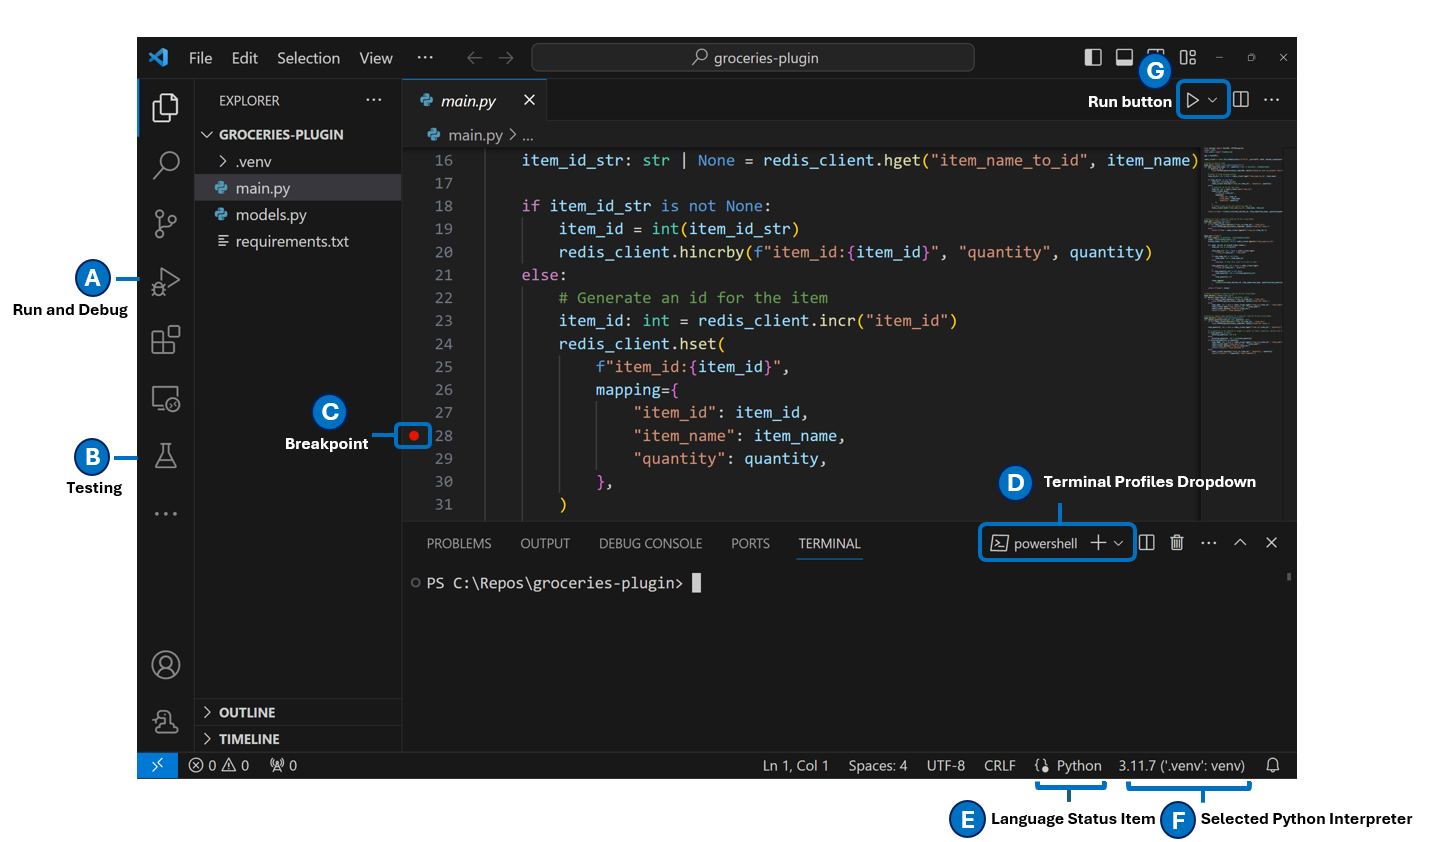 File Edit Selection View ··· groceries-plugin
G
Run button
EXPLORER ···
GROCERIES-PLUGIN
.venv
main.py
models.py
requirements.txt
main.py
main.py > ...
16 item_id_str: str | None = redis_client.hget("item_name_to_id", item_name)
17
18 if item_id_str is not None:
19 item_id = int(item_id_str)
20 redis_client.hincrby(f"item_id:{item_id}", "quantity", quantity)
21 else:
22 # Generate an id for the item
23 item_id: int = redis_client.incr("item_id")
24 redis_client.hset(
25 f"item_id:{item_id}",
26 mapping={
27 "item_id": item_id,
28 "item_name": item_name,
29 "quantity": quantity,
30 },
31 )
A
Run and Debug
B
Testing
C
Breakpoint
D Terminal Profiles Dropdown
PROBLEMS OUTPUT DEBUG CONSOLE PORTS TERMINAL powershell
PS C:\Repos\groceries-plugin>
OUTLINE
TIMELINE
0 0 0 Ln 1, Col 1 Spaces: 4 UTF-8 CRLF Python 3.11.7 ('.venv': venv)
E Language Status Item F Selected Python Interpreter